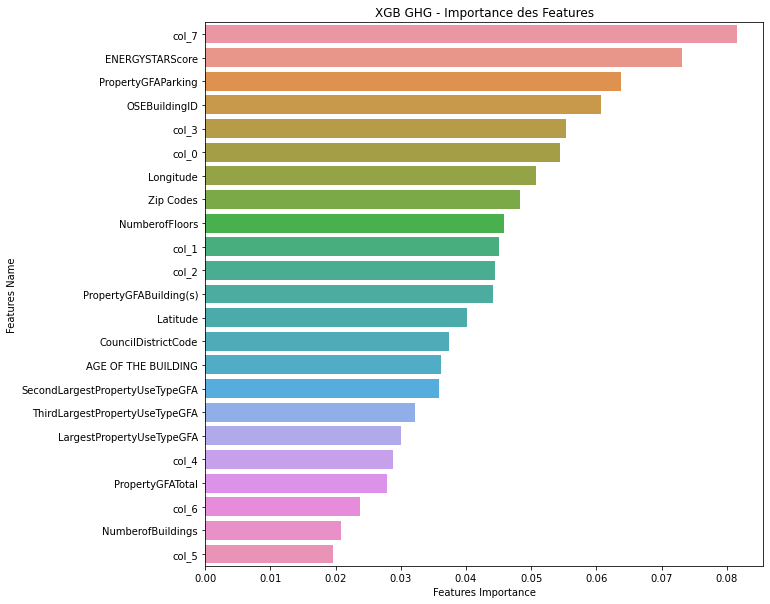 XGB GHG - Importance des Features
Features Name
col_7
ENERGYSTARScore
PropertyGFAParking
OSEBuildingID
col_3
col_0
Longitude
Zip Codes
NumberofFloors
col_1
col_2
PropertyGFABuilding(s)
Latitude
CouncilDistrictCode
AGE OF THE BUILDING
SecondLargestPropertyUseTypeGFA
ThirdLargestPropertyUseTypeGFA
LargestPropertyUseTypeGFA
col_4
PropertyGFATotal
col_6
NumberofBuildings
col_5
0.00 0.01 0.02 0.03 0.04 0.05 0.06 0.07 0.08
Features Importance